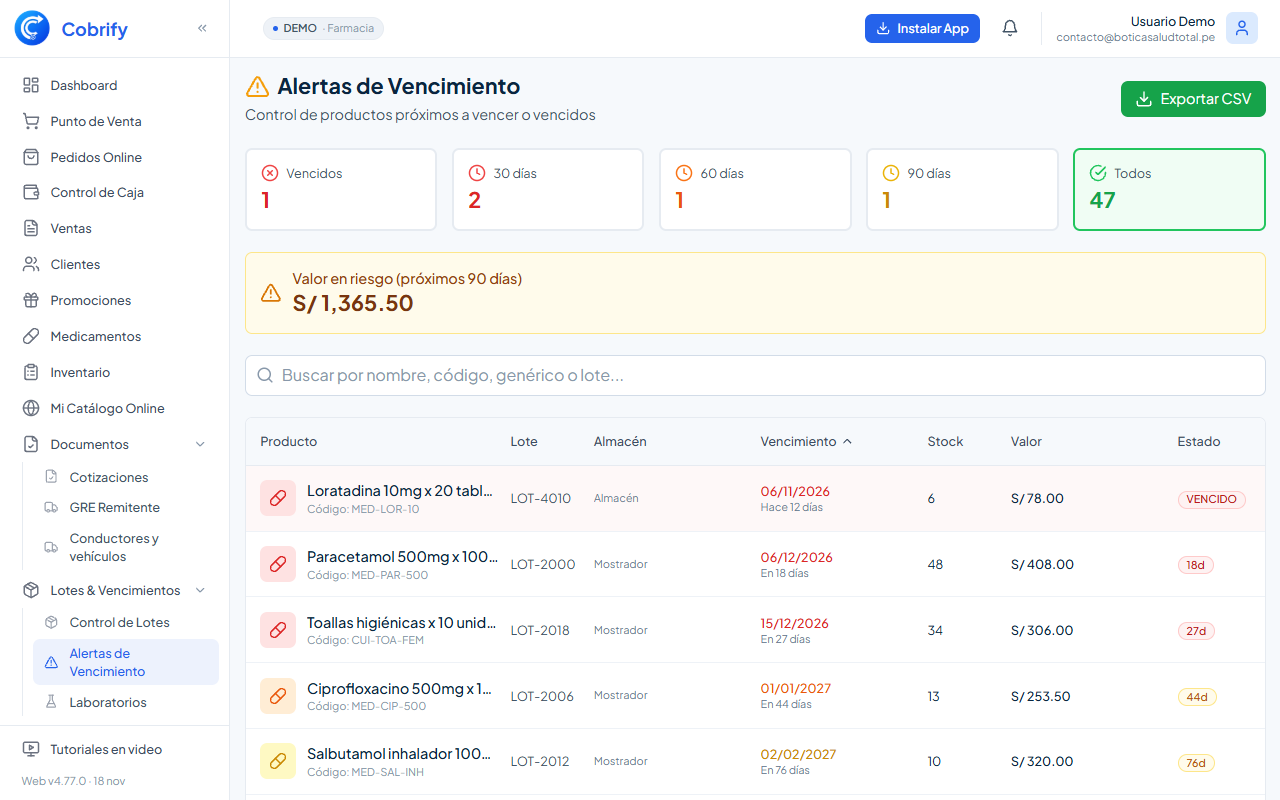 Cobrify
DEMO · Farmacia
Instalar App
Usuario Demo
contacto@boticasaludtotal.pe
Dashboard
Punto de Venta
Pedidos Online
Control de Caja
Ventas
Clientes
Promociones
Medicamentos
Inventario
Mi Catálogo Online
Documentos
Cotizaciones
GRE Remitente
Conductores y
vehículos
Lotes & Vencimientos
Control de Lotes
Alertas de
Vencimiento
Laboratorios
Tutoriales en video
Web v4.77.0 · 18 nov
Alertas de Vencimiento
Control de productos próximos a vencer o vencidos
Exportar CSV
Vencidos
1
30 días
2
60 días
1
90 días
1
Todos
47
Valor en riesgo (próximos 90 días)
S/ 1,365.50
Buscar por nombre, código, genérico o lote...
Producto Lote Almacén Vencimiento Stock Valor Estado
Loratadina 10mg x 20 tabl... LOT-4010 Almacén 06/11/2026 6 S/ 78.00 VENCIDO
Código: MED-LOR-10 Hace 12 días
Paracetamol 500mg x 100... LOT-2000 Mostrador 06/12/2026 48 S/ 408.00 18d
Código: MED-PAR-500 En 18 días
Toallas higiénicas x 10 unid... LOT-2018 Mostrador 15/12/2026 34 S/ 306.00 27d
Código: CUI-TOA-FEM En 27 días
Ciprofloxacino 500mg x 1... LOT-2006 Mostrador 01/01/2027 13 S/ 253.50 44d
Código: MED-CIP-500 En 44 días
Salbutamol inhalador 100... LOT-2012 Mostrador 02/02/2027 10 S/ 320.00 76d
Código: MED-SAL-INH En 76 días